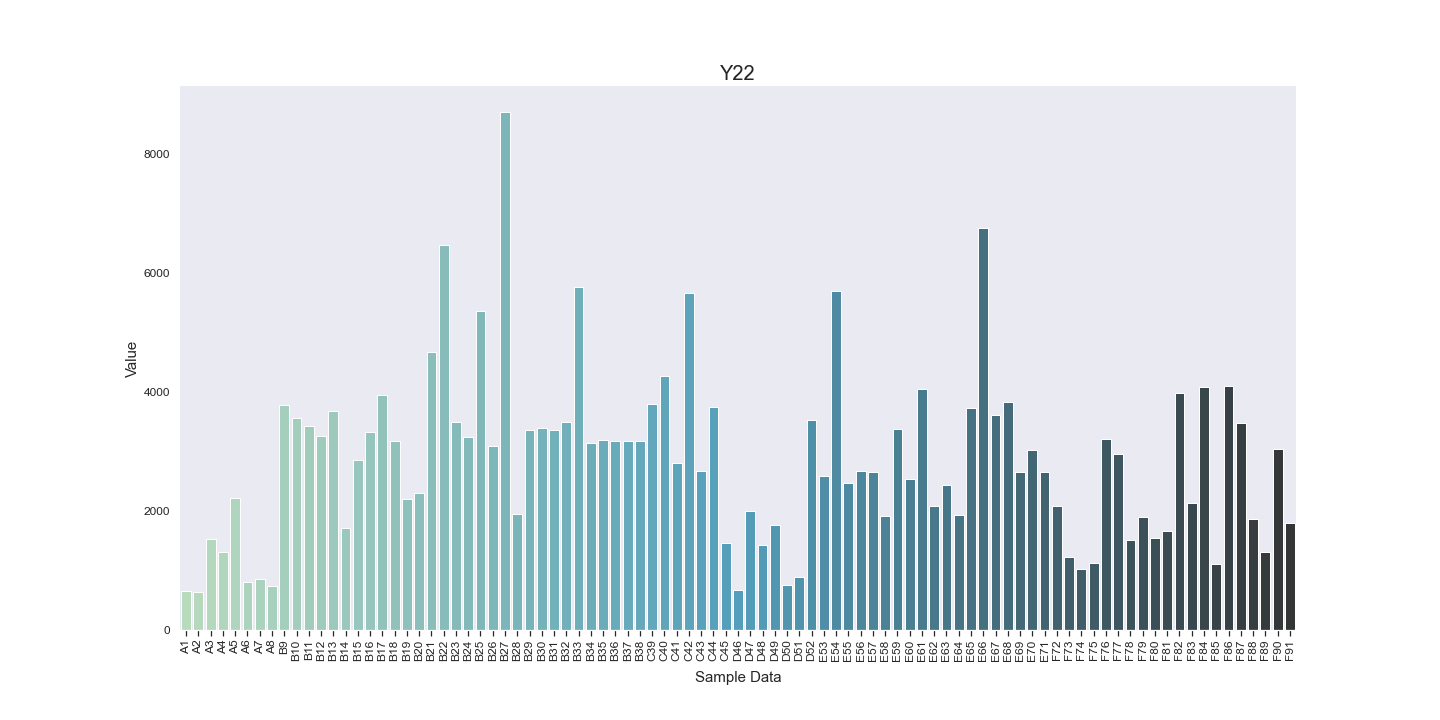 Y22
Value
8000
6000
4000
2000
0
A1 A2 A3 A4 A5 A6 A7 A8 B9 B10 B11 B12 B13 B14 B15 B16 B17 B18 B19 B20 B21 B22 B23 B24 B25 B26 B27 B28 B29 B30 B31 B32 B33 B34 B35 B36 B37 B38 C39 C40 C41 C42 C43 C44 C45 D46 D47 D48 D49 D50 D51 D52 E53 E54 E55 E56 E57 E58 E59 E60 E61 E62 E63 E64 E65 E66 E67 E68 E69 E70 E71 F72 F73 F74 F75 F76 F77 F78 F79 F80 F81 F82 F83 F84 F85 F86 F87 F88 F89 F90 F91
Sample Data